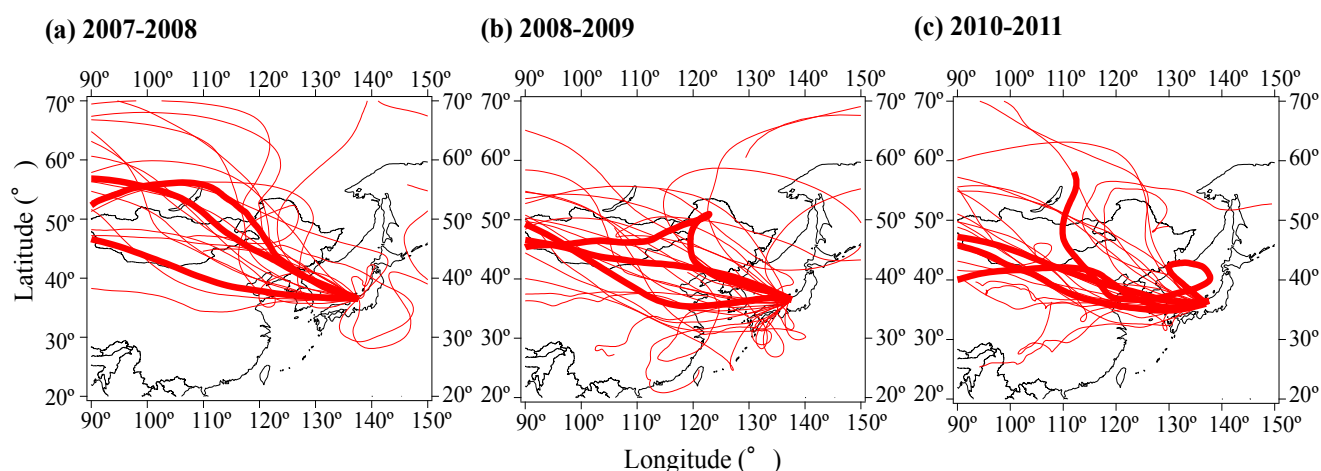 (a) 2007-2008
(b) 2008-2009
(c) 2010-2011
90º 100º 110º 120º 130º 140º 150º
90º 100º 110º 120º 130º 140º 150º
90º 100º 110º 120º 130º 140º 150º
70º 70º 70º 70º 70º 70º
60º 60º 60º 60º 60º 60º
50º 50º 50º 50º 50º 50º
40º 40º 40º 40º 40º 40º
30º 30º 30º 30º 30º 30º
20º 20º 20º 20º 20º 20º
90º 100º 110º 120º 130º 140º 150º
90º 100º 110º 120º 130º 140º 150º
90º 100º 110º 120º 130º 140º 150º
Latitude (°)
Longitude (°)